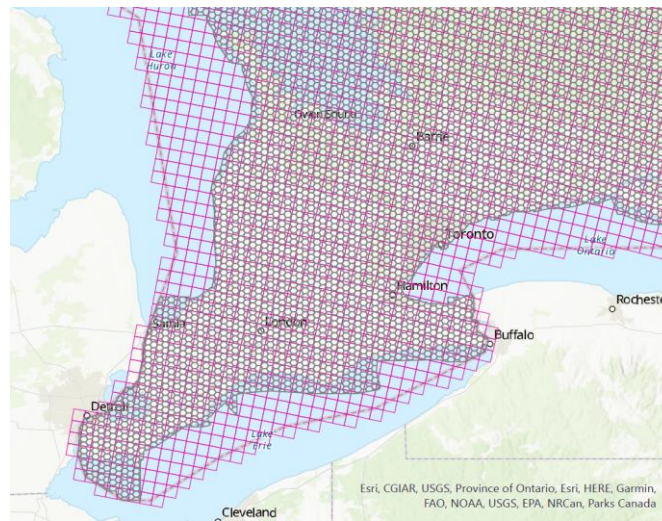 Lake
Huron
Owen Sound
Barrie
Toronto
Lake
Ontario
Hamilton
Rocheste
Sarnia
London
Buffalo
Detroit
Lake
Erie
Esri, CGIAR, USGS, Province of Ontario, Esri, HERE, Garmin,
FAO, NOAA, USGS, EPA, NRCan, Parks Canada
Cleveland